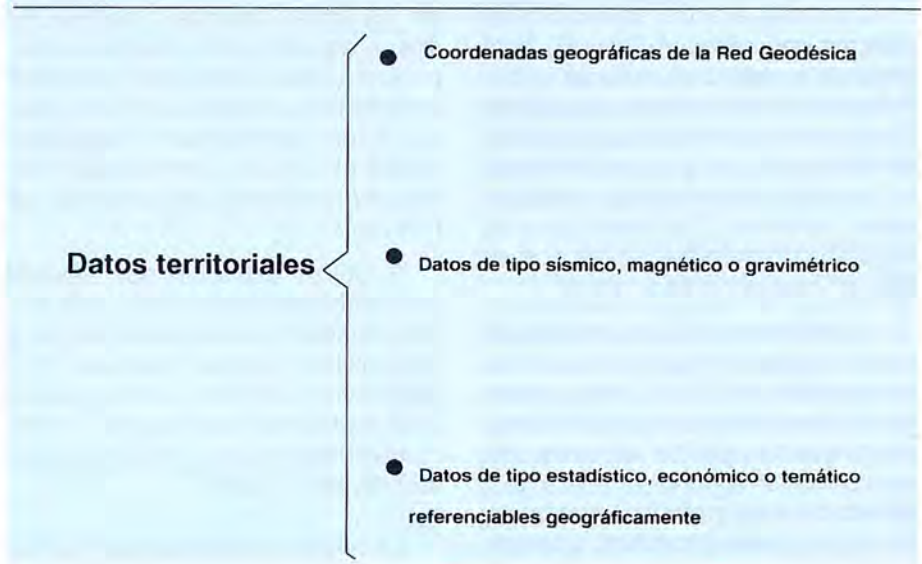 Datos territoriales
Coordenadas geográficas de la Red Geodésica
Datos de tipo sísmico, magnético o gravimétrico
Datos de tipo estadístico, económico o temático
referenciables geográficamente